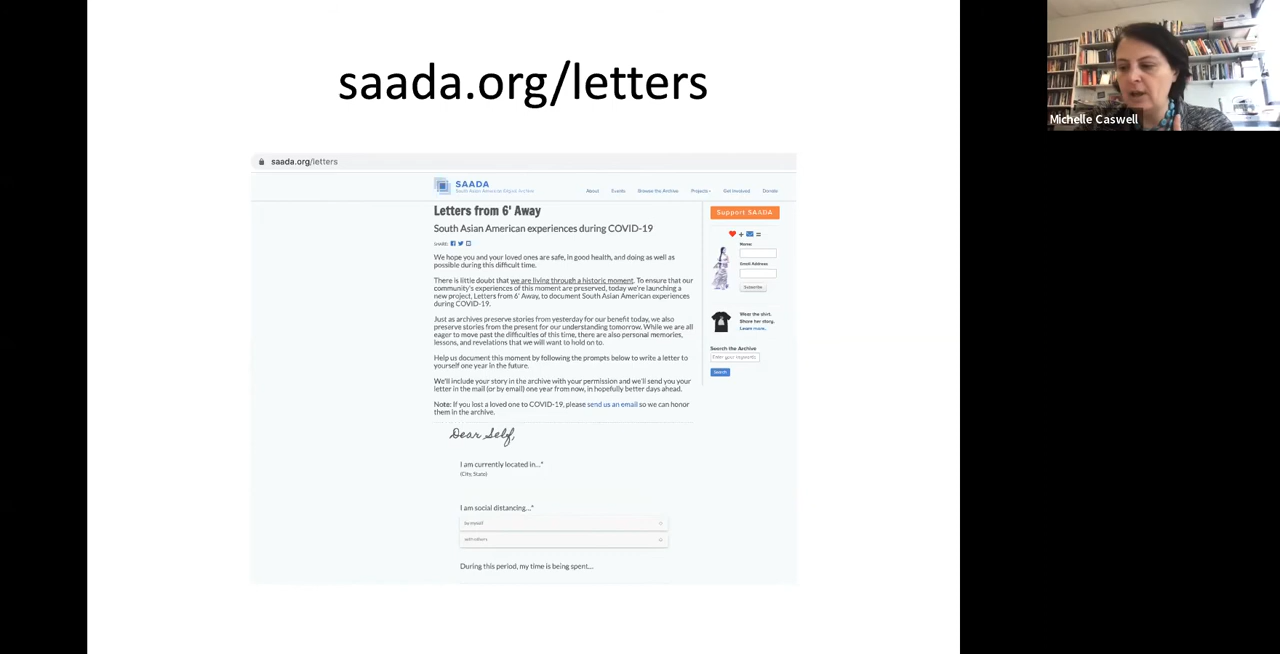 saada.org/letters
Michelle Caswell
saada.org/letters
SAADA
South Asian American Digital Archive
About Events Browse the Archive Projects Get Involved Donate
Letters from 6' Away
South Asian American experiences during COVID-19
SHARE:
We hope you and your loved ones are safe, in good health, and doing as well as
possible during this difficult time.
There is little doubt that we are living through a historic moment. To ensure that our
community's experiences of this moment are preserved, today we're launching a
new project, Letters from 6' Away, to document South Asian American experiences
during COVID-19.
Just as archives preserve stories from yesterday for our benefit today, we also
preserve stories from the present for our understanding tomorrow. While we are all
eager to move past the difficulties of this time, there are also personal memories,
lessons, and revelations that we will want to hold on to.
Help us document this moment by following the prompts below to write a letter to
yourself one year in the future.
We'll include your story in the archive with your permission and we'll send you your
letter in the mail (or by email) one year from now, in hopefully better days ahead.
Note: If you lost a loved one to COVID-19, please send us an email so we can honor
them in the archive.
Dear Self,
I am currently located in...*
(City, State)
I am social distancing...*
by myself
with others
During this period, my time is being spent...
Support SAADA
+ =
Name:
Email Address
Subscribe
Wear the shirt.
Share her story.
Learn more.
Search the Archive
Enter your keywords
Search